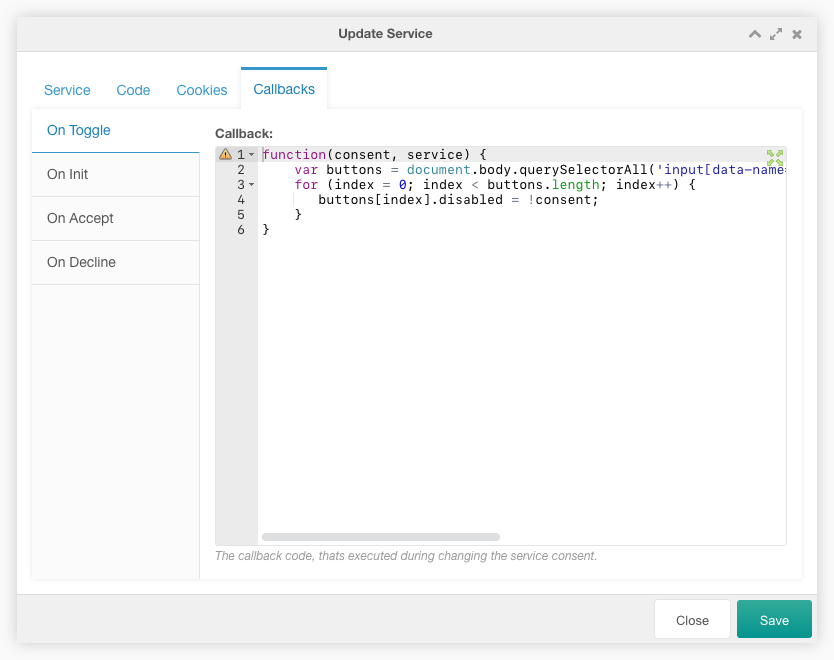 Update Service
Service Code Cookies Callbacks
On Toggle
On Init
On Accept
On Decline
Callback:
1 function(consent, service) {
2 var buttons = document.body.querySelectorAll('input[data-name=
3 for (index = 0; index < buttons.length; index++) {
4 buttons[index].disabled = !consent;
5 }
6 }
The callback code, thats executed during changing the service consent.
Close Save